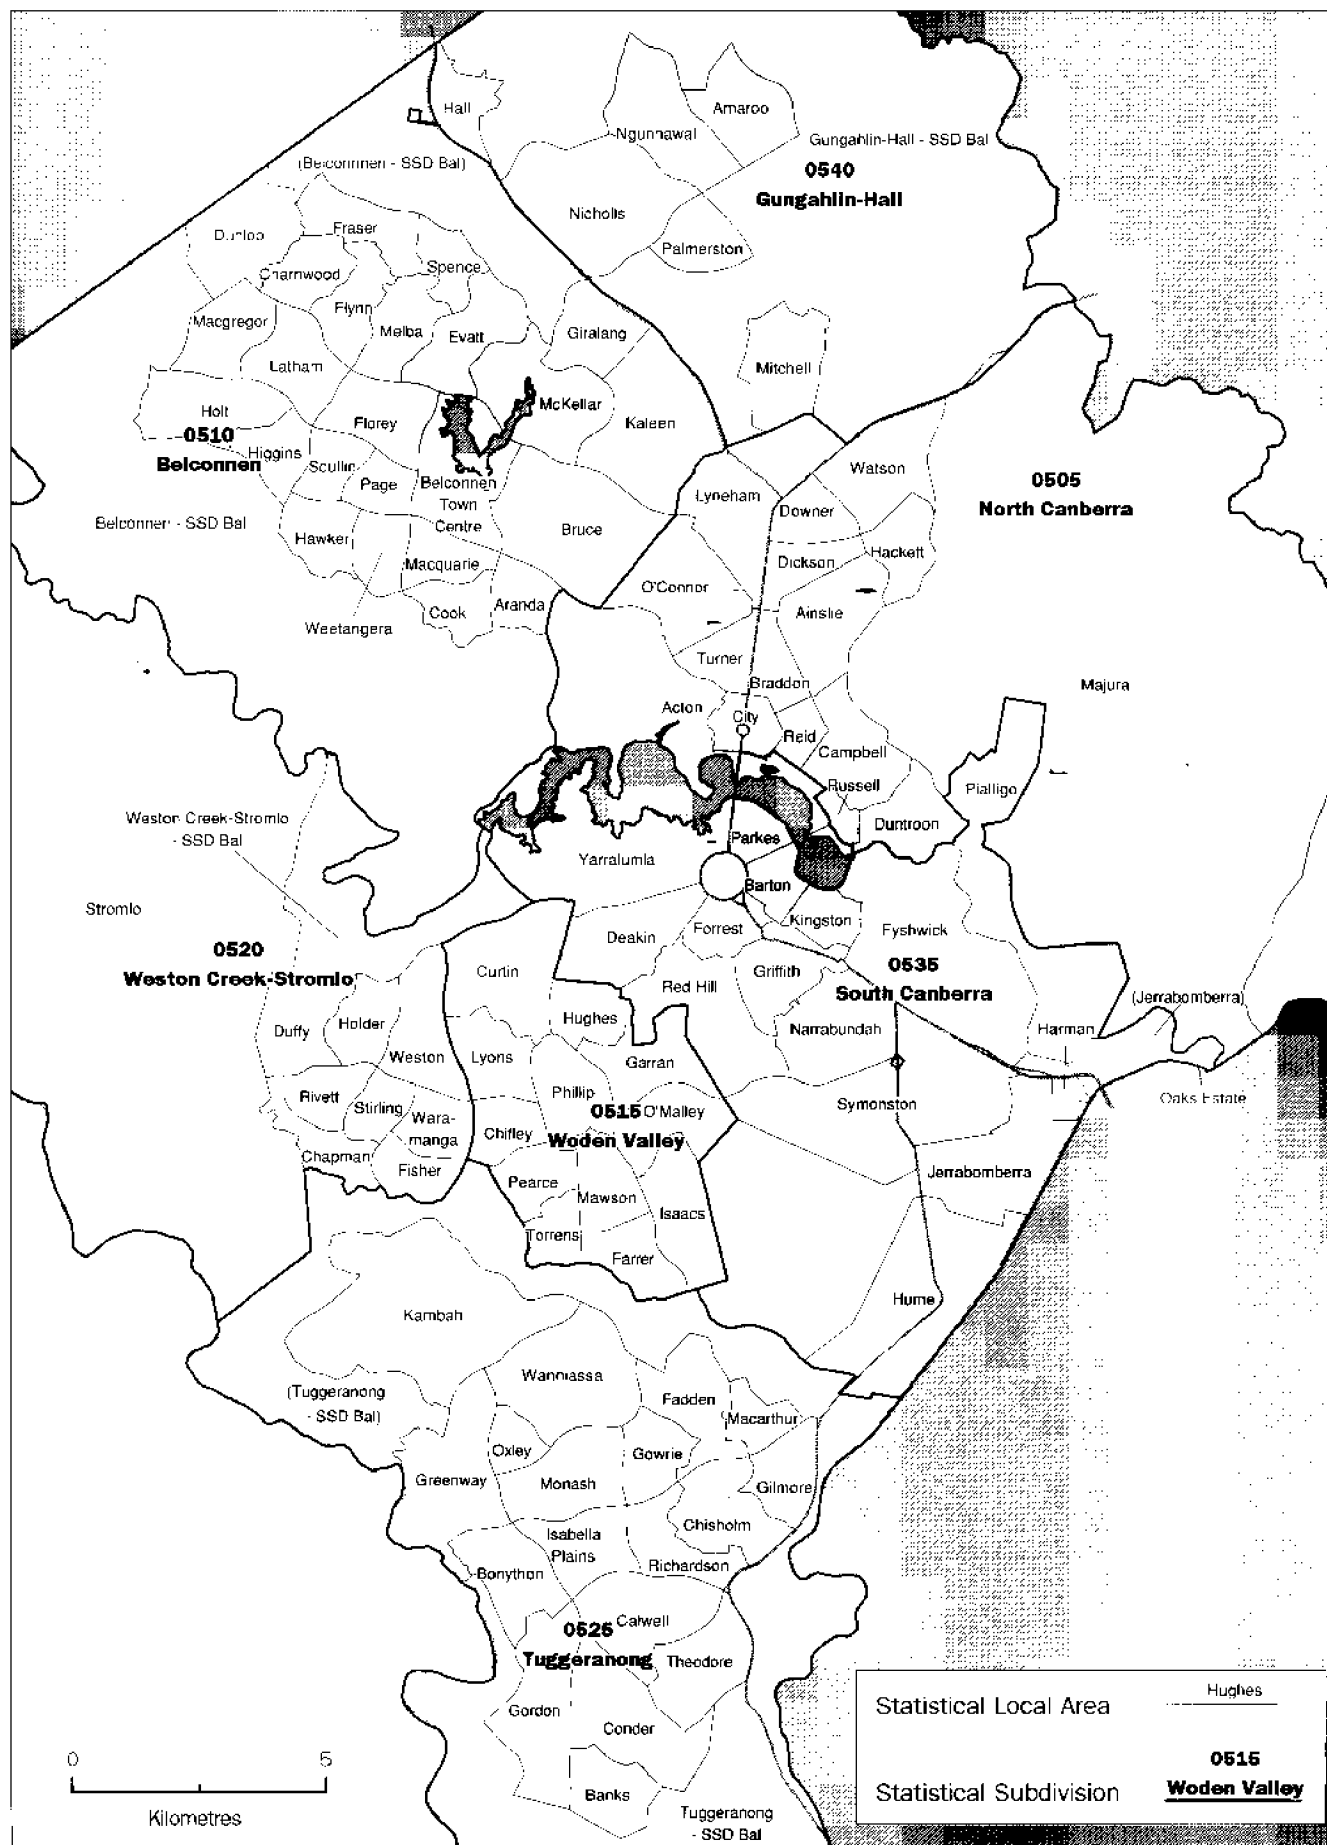 Hall
Amaroo
Ngunnawal
Gungahlin-Hall - SSD Bal
(Belconnnen - SSD Bal)
0540
Gungahlin-Hall
Nicholls
Dunlop
Fraser
Palmerston
Charnwood
Spence
Flynn
Macgregor
Melba
Evatt
Giralang
Latham
Mitchell
Holt
McKellar
Florey
Kaleen
0510
Belconnen
Higgins
Scullin
Page
Belconnen
Town
Centre
Watson
Lyneham
0505
North Canberra
Downer
Belconnen - SSD Bal
Hawker
Bruce
Hackett
Macquarie
Dickson
O'Connor
Cook
Aranda
Ainslie
Weetangera
Turner
Braddon
Majura
Acton
City
Reid
Campbell
Russell
Pialligo
Duntroon
Weston Creek-Stromlo
- SSD Bal
Parkes
Yarralumla
Barton
Stromlo
Kingston
Forrest
Fyshwick
Deakin
0520
Weston Creek-Stromlo
Curtin
Griffith
0535
South Canberra
Red Hill
(Jerrabomberra)
Hughes
Narrabundah
Harman
Duffy
Holder
Weston
Lyons
Garran
Rivett
Stirling
Phillip
Oaks Estate
Symonston
0515
Woden Valley
O'Malley
Wara-
manga
Chifley
Chapman
Fisher
Pearce
Mawson
Isaacs
Jerrabomberra
Torrens
Farrer
Hume
Kambah
Wanniassa
(Tuggeranong
- SSD Bal)
Fadden
Macarthur
Oxley
Gowrie
Greenway
Monash
Gilmore
Chisholm
Isabella
Plains
Richardson
Bonython
Calwell
0525
Tuggeranong
Theodore
Gordon
Conder
Banks
Tuggeranong
- SSD Bal
0 5
Kilometres
Statistical Local Area
Hughes
Statistical Subdivision
0515
Woden Valley